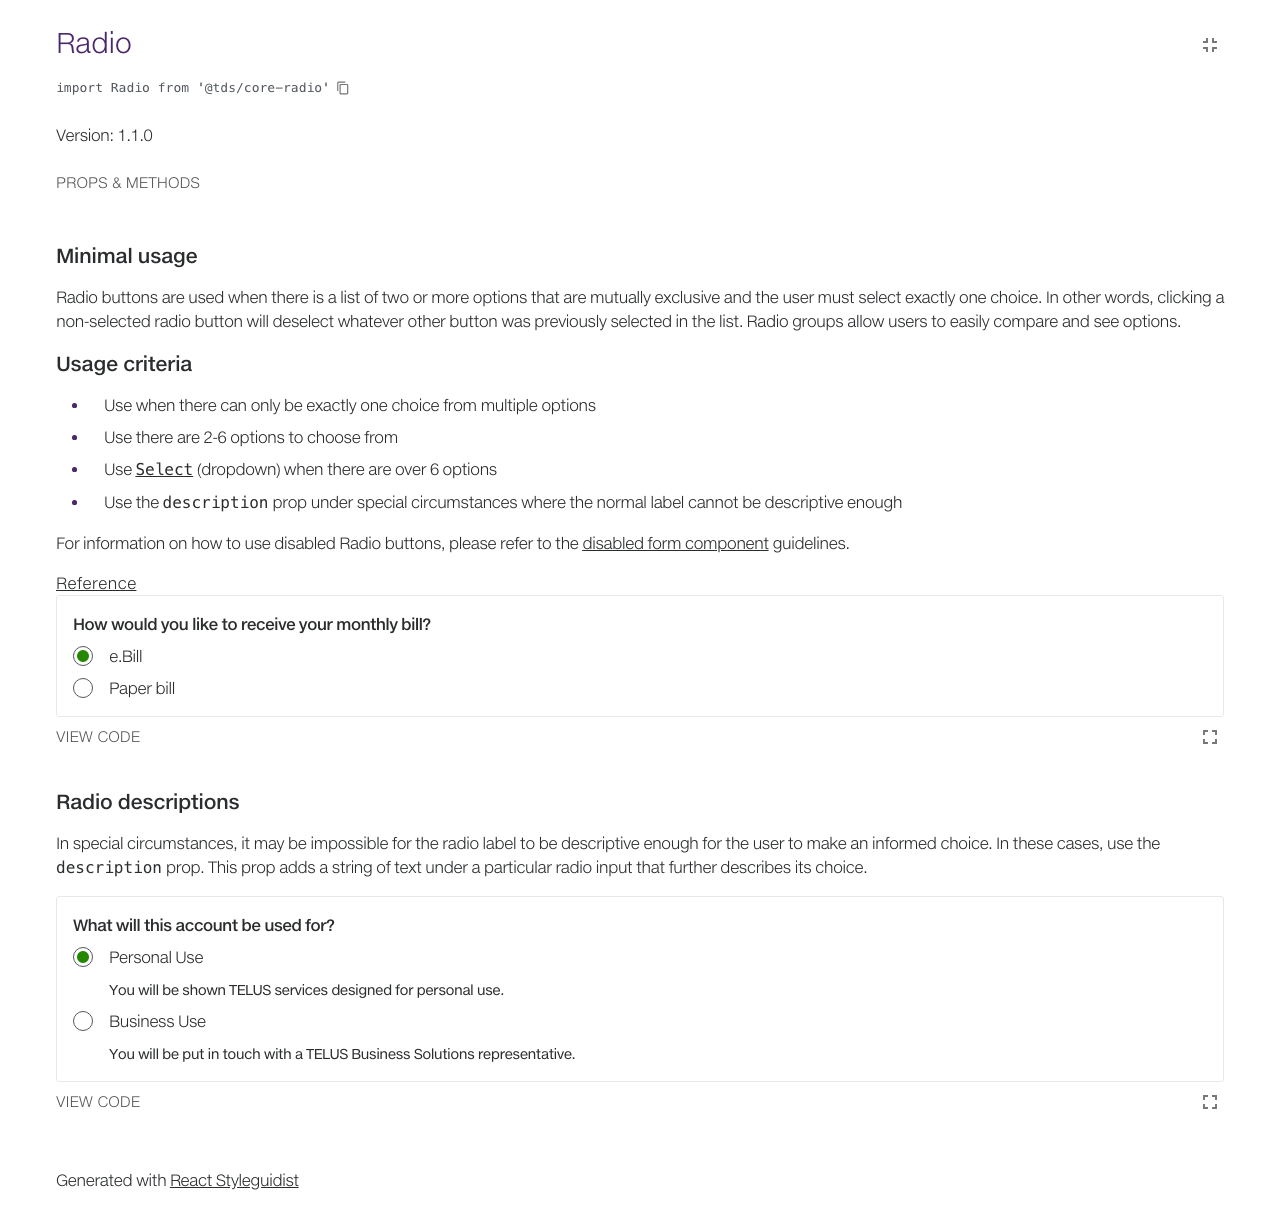 Radio
import Radio from '@tds/core-radio'
Version: 1.1.0
PROPS & METHODS
Minimal usage
Radio buttons are used when there is a list of two or more options that are mutually exclusive and the user must select exactly one choice. In other words, clicking a
non-selected radio button will deselect whatever other button was previously selected in the list. Radio groups allow users to easily compare and see options.
Usage criteria
Use when there can only be exactly one choice from multiple options
Use there are 2-6 options to choose from
Use Select (dropdown) when there are over 6 options
Use the description prop under special circumstances where the normal label cannot be descriptive enough
For information on how to use disabled Radio buttons, please refer to the disabled form component guidelines.
Reference
How would you like to receive your monthly bill?
e.Bill
Paper bill
VIEW CODE
Radio descriptions
In special circumstances, it may be impossible for the radio label to be descriptive enough for the user to make an informed choice. In these cases, use the
description prop. This prop adds a string of text under a particular radio input that further describes its choice.
What will this account be used for?
Personal Use
You will be shown TELUS services designed for personal use.
Business Use
You will be put in touch with a TELUS Business Solutions representative.
VIEW CODE
Generated with React Styleguidist